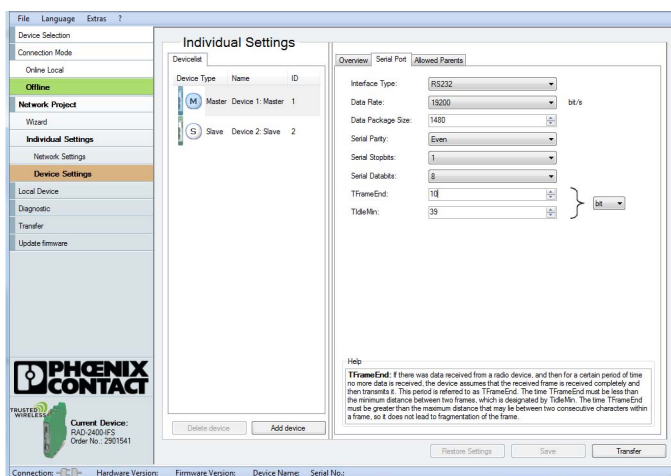 File Language Extras ?
Device Selection
Connection Mode
Online Local
Offline
Network Project
Wizard
Individual Settings
Network Settings
Device Settings
Local Device
Diagnostic
Transfer
Update firmware
PHŒNIX
CONTACT
TRUSTED
WIRELESS
Current Device:
RAD-2400-IFS
Order No.: 2901541
Individual Settings
Devicelist
Device Type Name ID
M Master Device 1: Master 1
S Slave Device 2: Slave 2
Delete device Add device
Overview Serial Port Allowed Parents
Interface Type: RS232
Data Rate: 19200 bit/s
Data Package Size: 1480
Serial Parity: Even
Serial Stopbits: 1
Serial Databits: 8
TFrameEnd: 10
TIdleMin: 39
bit
Help
TFrameEnd: If there was data received from a radio device, and then for a certain period of time
no more data is received, the device assumes that the received frame is received completely and
then transmits it. This period is referred to as TFrameEnd. The time TFrameEnd must be less than
the minimum distance between two frames, which is designated by TIdleMin. The time TFrameEnd
must be greater than the maximum distance that may lie between two consecutive characters within
a frame, so it does not lead to fragmentation of the frame.
Restore Settings Save Transfer
Connection: Hardware Version: Firmware Version: Device Name: Serial No.: